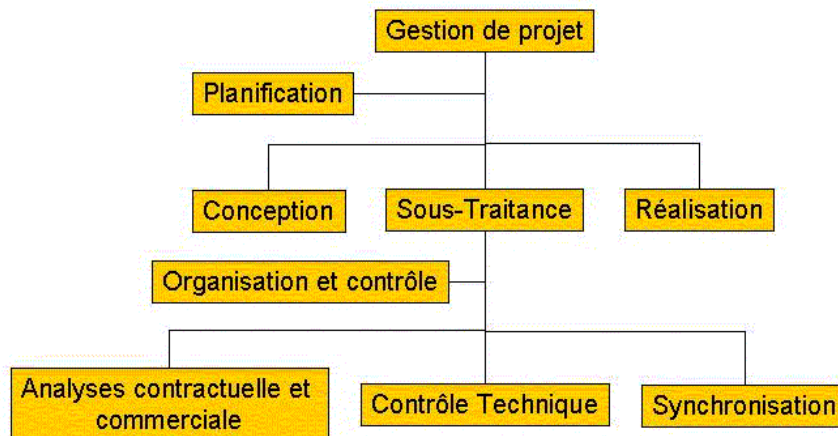 Gestion de projet
Planification
Conception
Sous-Traitance
Réalisation
Organisation et contrôle
Analyses contractuelle et
commerciale
Contrôle Technique
Synchronisation